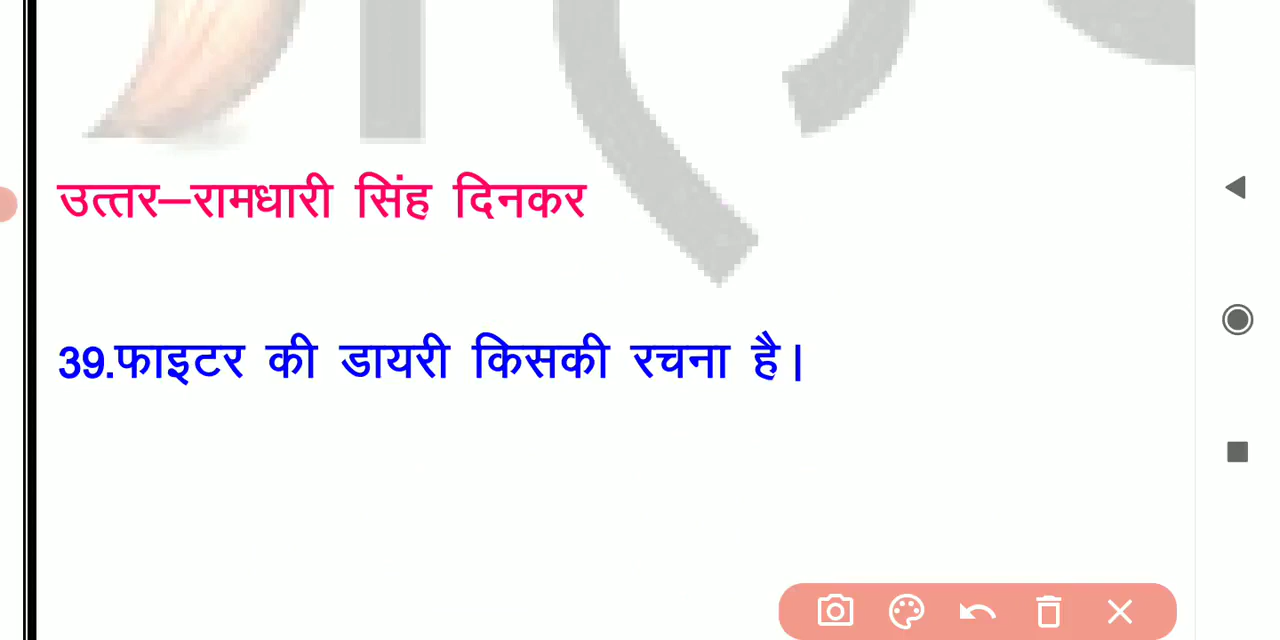 उत्तर–रामधारी सिंह दिनकर
39.फाइटर की डायरी किसकी रचना है|